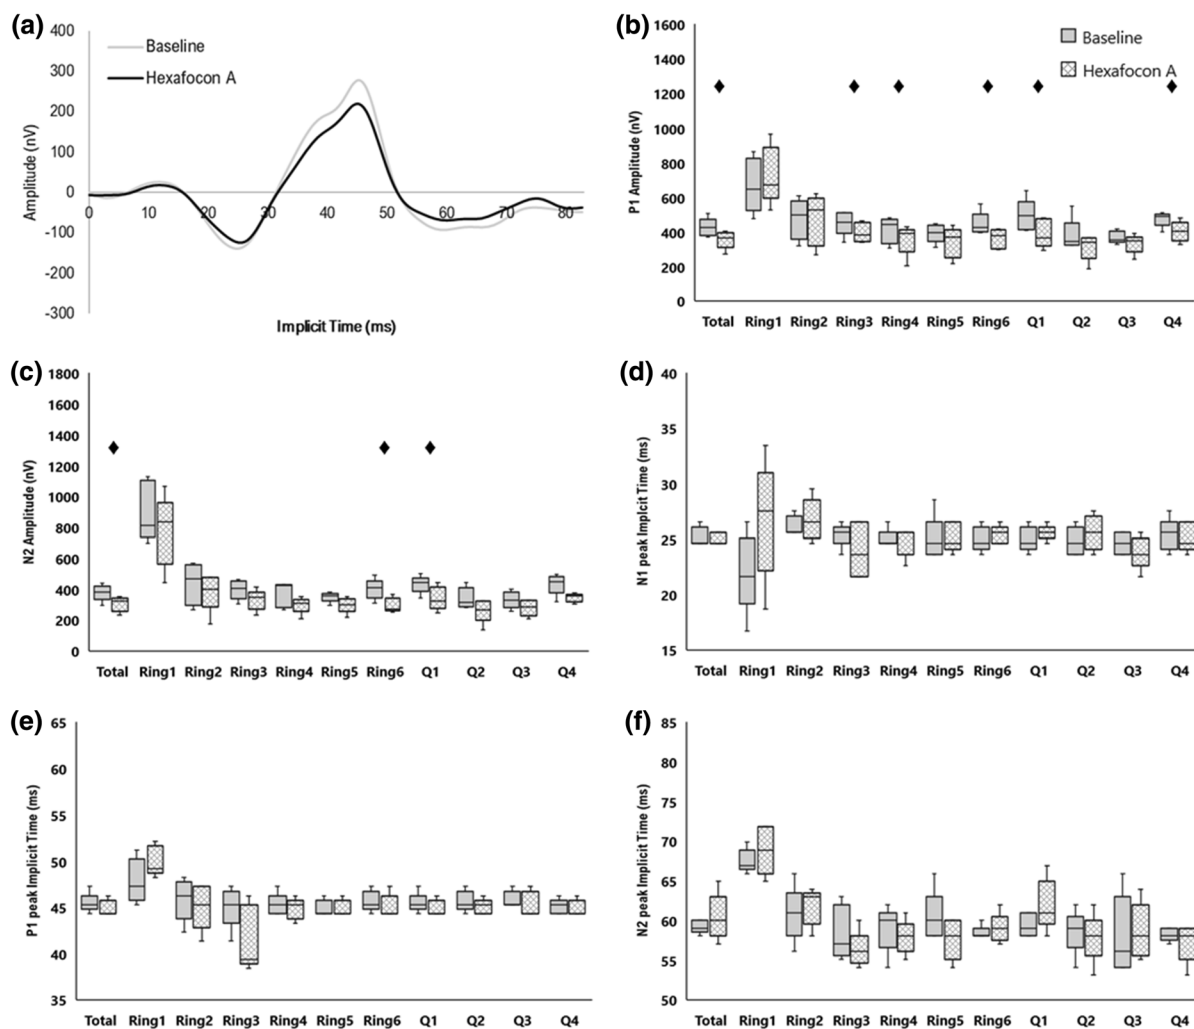 (a)
400
300
200
100
0
-100
-200
-300
Amplitude (nV)
Baseline
Hexafocon A
0 10 20 30 40 50 60 70 80
Implicit Time (ms)
(b)
1600
1400
1200
1000
800
600
400
200
0
P1 Amplitude (nV)
Baseline
Hexafocon A
Total Ring1 Ring2 Ring3 Ring4 Ring5 Ring6 Q1 Q2 Q3 Q4
(c)
1800
1600
1400
1200
1000
800
600
400
200
0
N2 Amplitude (nV)
Total Ring1 Ring2 Ring3 Ring4 Ring5 Ring6 Q1 Q2 Q3 Q4
(d)
40
35
30
25
20
15
N1 peak Implcit Time (ms)
Total Ring1 Ring2 Ring3 Ring4 Ring5 Ring6 Q1 Q2 Q3 Q4
(e)
65
60
55
50
45
40
35
P1 peak Implicit Time (ms)
Total Ring1 Ring2 Ring3 Ring4 Ring5 Ring6 Q1 Q2 Q3 Q4
(f)
85
80
75
70
65
60
55
50
N2 peak Implicit Time (ms)
Total Ring1 Ring2 Ring3 Ring4 Ring5 Ring6 Q1 Q2 Q3 Q4